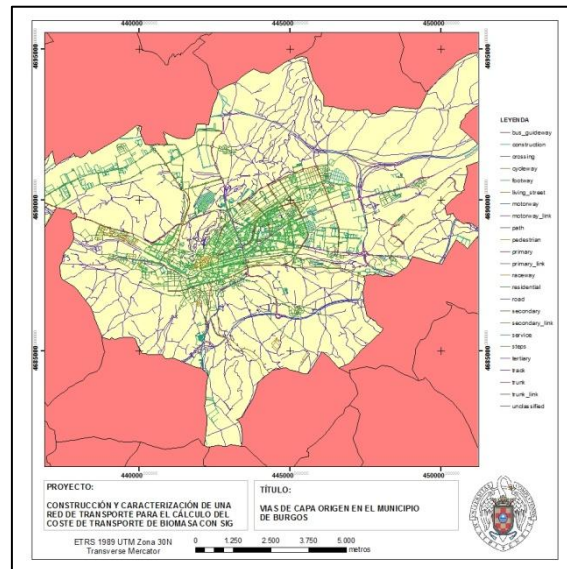 440000 445000 450000
4695000 4695000
4690000 4690000
4685000 4685000
440000 445000 450000
LEYENDA
bus_guideway
construction
crossing
cycleway
footway
living_street
motorway
motorway_link
path
pedestrian
primary
primary_link
raceway
residential
road
secondary
secondary_link
service
steps
tertiary
track
trunk
trunk_link
unclassified
PROYECTO:
CONSTRUCCIÓN Y CARACTERIZACIÓN DE UNA
RED DE TRANSPORTE PARA EL CÁLCULO DEL
COSTE DE TRANSPORTE DE BIOMASA CON SIG
TÍTULO:
VIAS DE CAPA ORIGEN EN EL MUNICIPIO
DE BURGOS
ETRS 1989 UTM Zona 30N
Transverse Mercator
0 1.250 2.500 3.750 5.000
metros